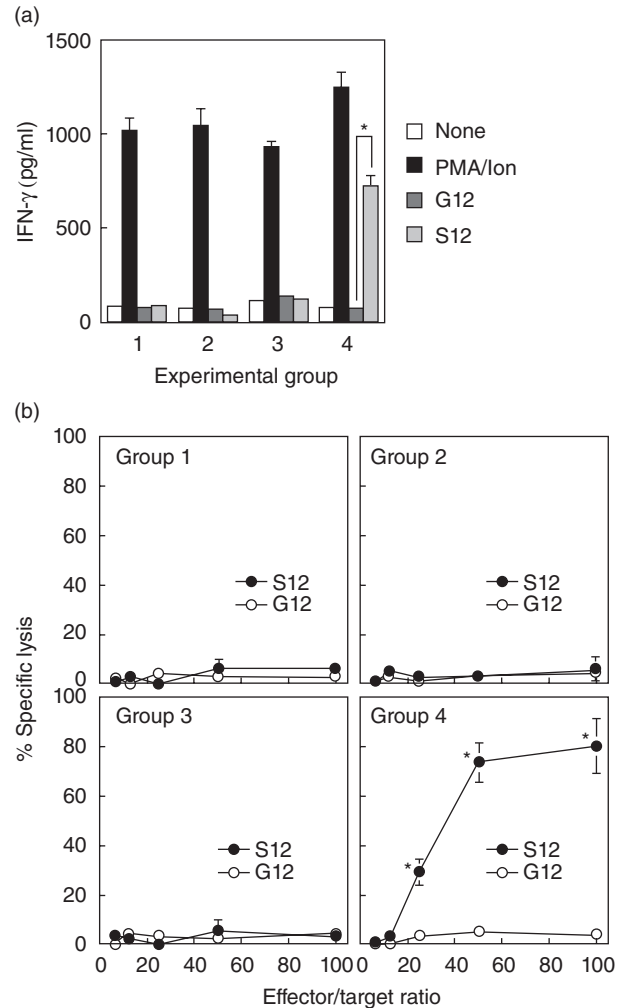 (a)
1500
1000
500
0
IFN-γ (pg/ml)
*
None
PMA/Ion
G12
S12
1 2 3 4
Experimental group
(b)
% Specific lysis
100
80
60
40
20
0
Group 1
S12
G12
Group 2
S12
G12
100
80
60
40
20
0
Group 3
S12
G12
Group 4
*
*
*
S12
G12
0 20 40 60 80 100
0 20 40 60 80 100
Effector/target ratio